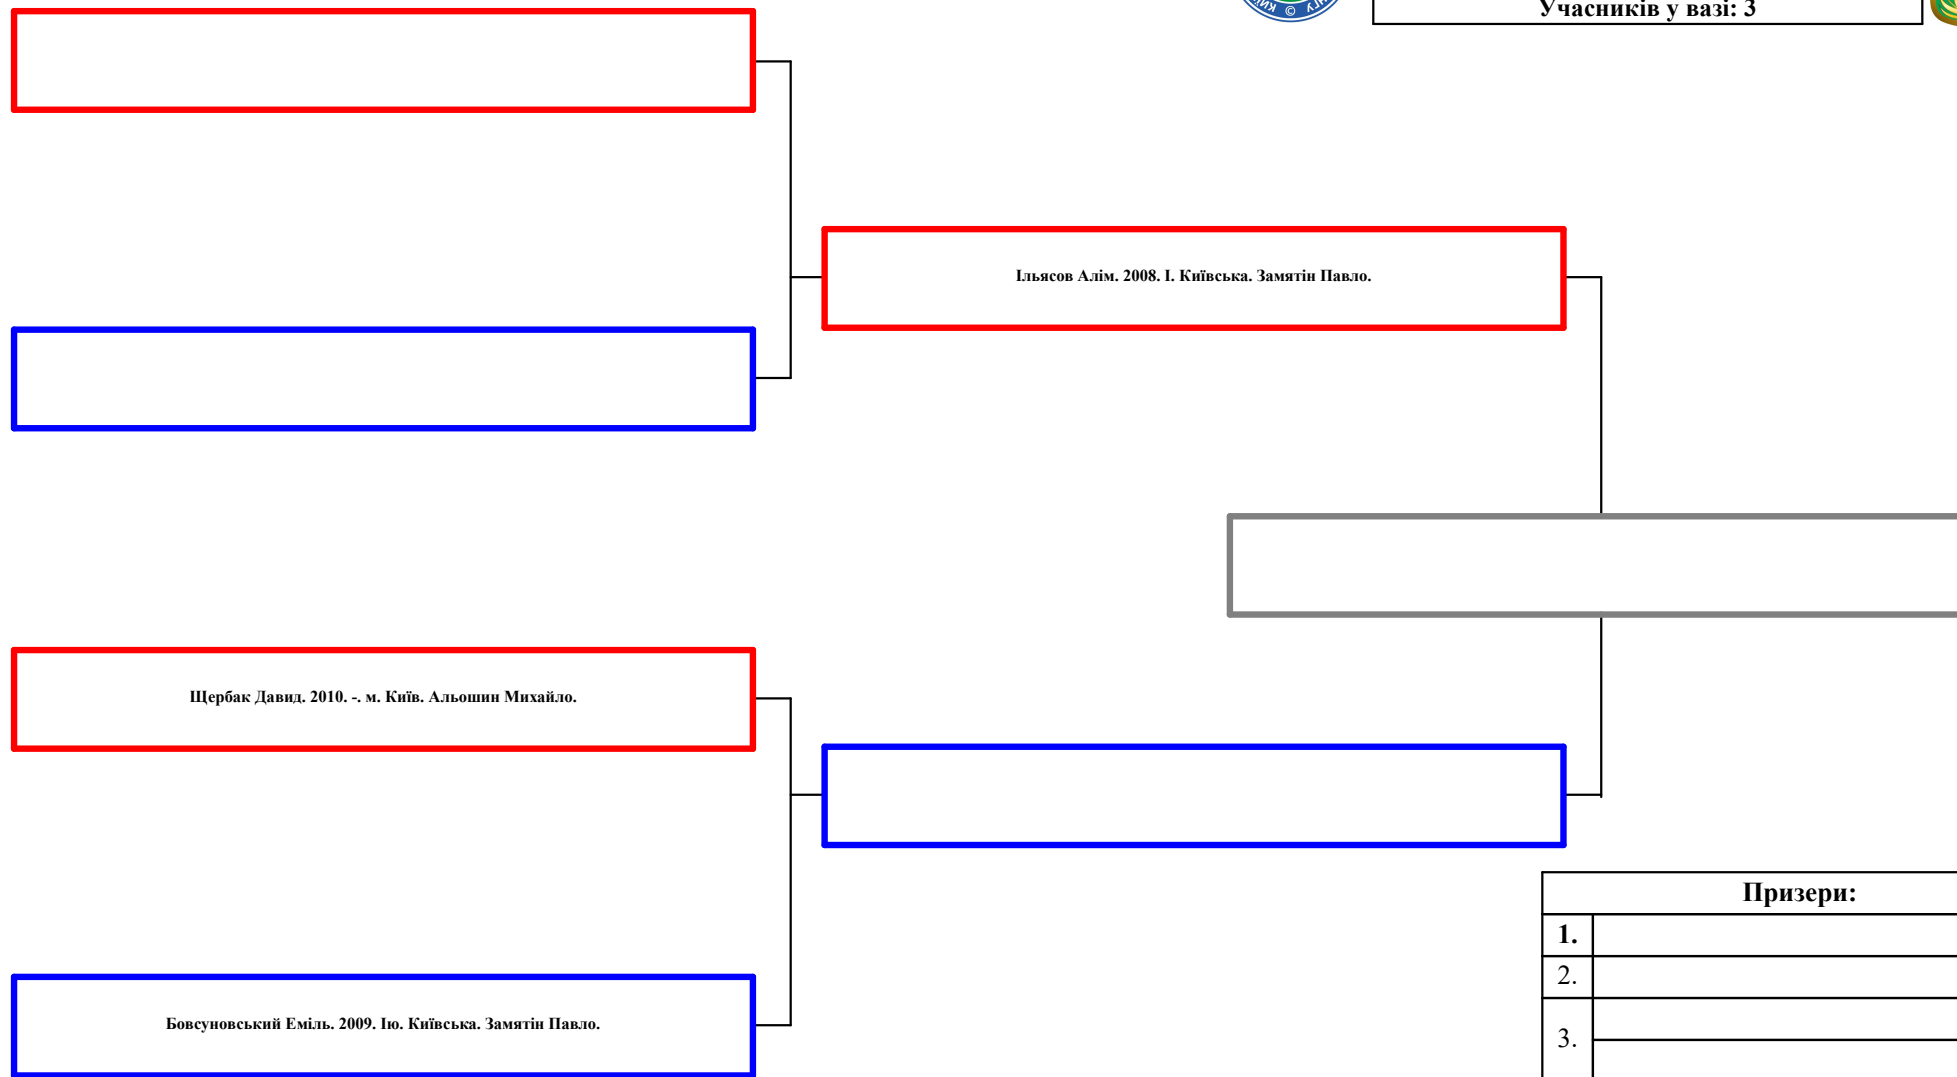 Учасників у вазі: 3
Ільясов Алім. 2008. І. Київська. Замятін Павло.
Щербак Давид. 2010. -. м. Київ. Альошин Михайло.
Бовсуновський Еміль. 2009. Ію. Київська. Замятін Павло.
Призери:
1.
2.
3.